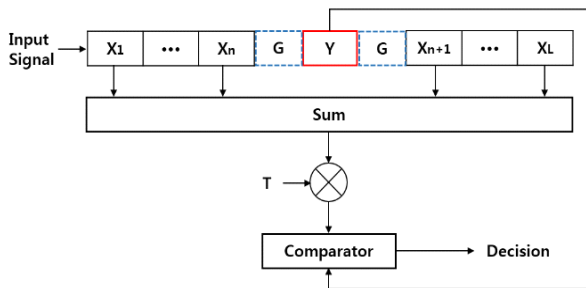 Input
Signal
X1 ••• Xn G Y G Xn+1 ••• XL
Sum
T
Comparator
Decision